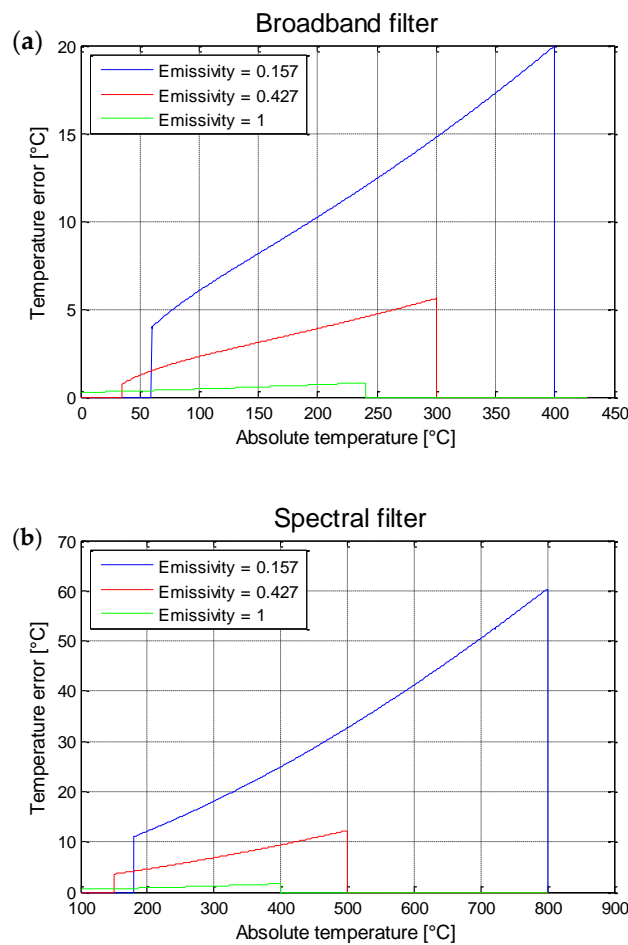 (a)
Broadband filter
Temperature error [°C]
20
15
10
5
0
Emissivity = 0.157
Emissivity = 0.427
Emissivity = 1
0 50 100 150 200 250 300 350 400 450
Absolute temperature [°C]
(b)
Spectral filter
Temperature error [°C]
70
60
50
40
30
20
10
0
Emissivity = 0.157
Emissivity = 0.427
Emissivity = 1
100 200 300 400 500 600 700 800 900
Absolute temperature [°C]